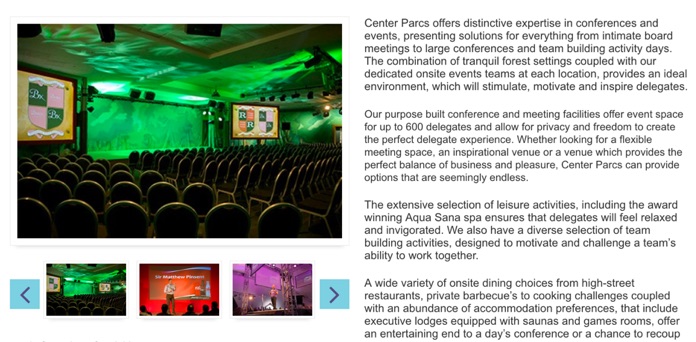 Center Parcs offers distinctive expertise in conferences and
events, presenting solutions for everything from intimate board
meetings to large conferences and team building activity days.
The combination of tranquil forest settings coupled with our
dedicated onsite events teams at each location, provides an ideal
environment, which will stimulate, motivate and inspire delegates.
Our purpose built conference and meeting facilities offer event space
for up to 600 delegates and allow for privacy and freedom to create
the perfect delegate experience. Whether looking for a flexible
meeting space, an inspirational venue or a venue which provides the
perfect balance of business and pleasure, Center Parcs can provide
options that are seemingly endless.
The extensive selection of leisure activities, including the award
winning Aqua Sana spa ensures that delegates will feel relaxed
and invigorated. We also have a diverse selection of team
building activities, designed to motivate and challenge a team's
ability to work together.
A wide variety of onsite dining choices from high-street
restaurants, private barbecue's to cooking challenges coupled
with an abundance of accommodation preferences, that include
executive lodges equipped with saunas and games rooms, offer
an entertaining end to a day's conference or a chance to recoup
Sir Matthew Pinsent